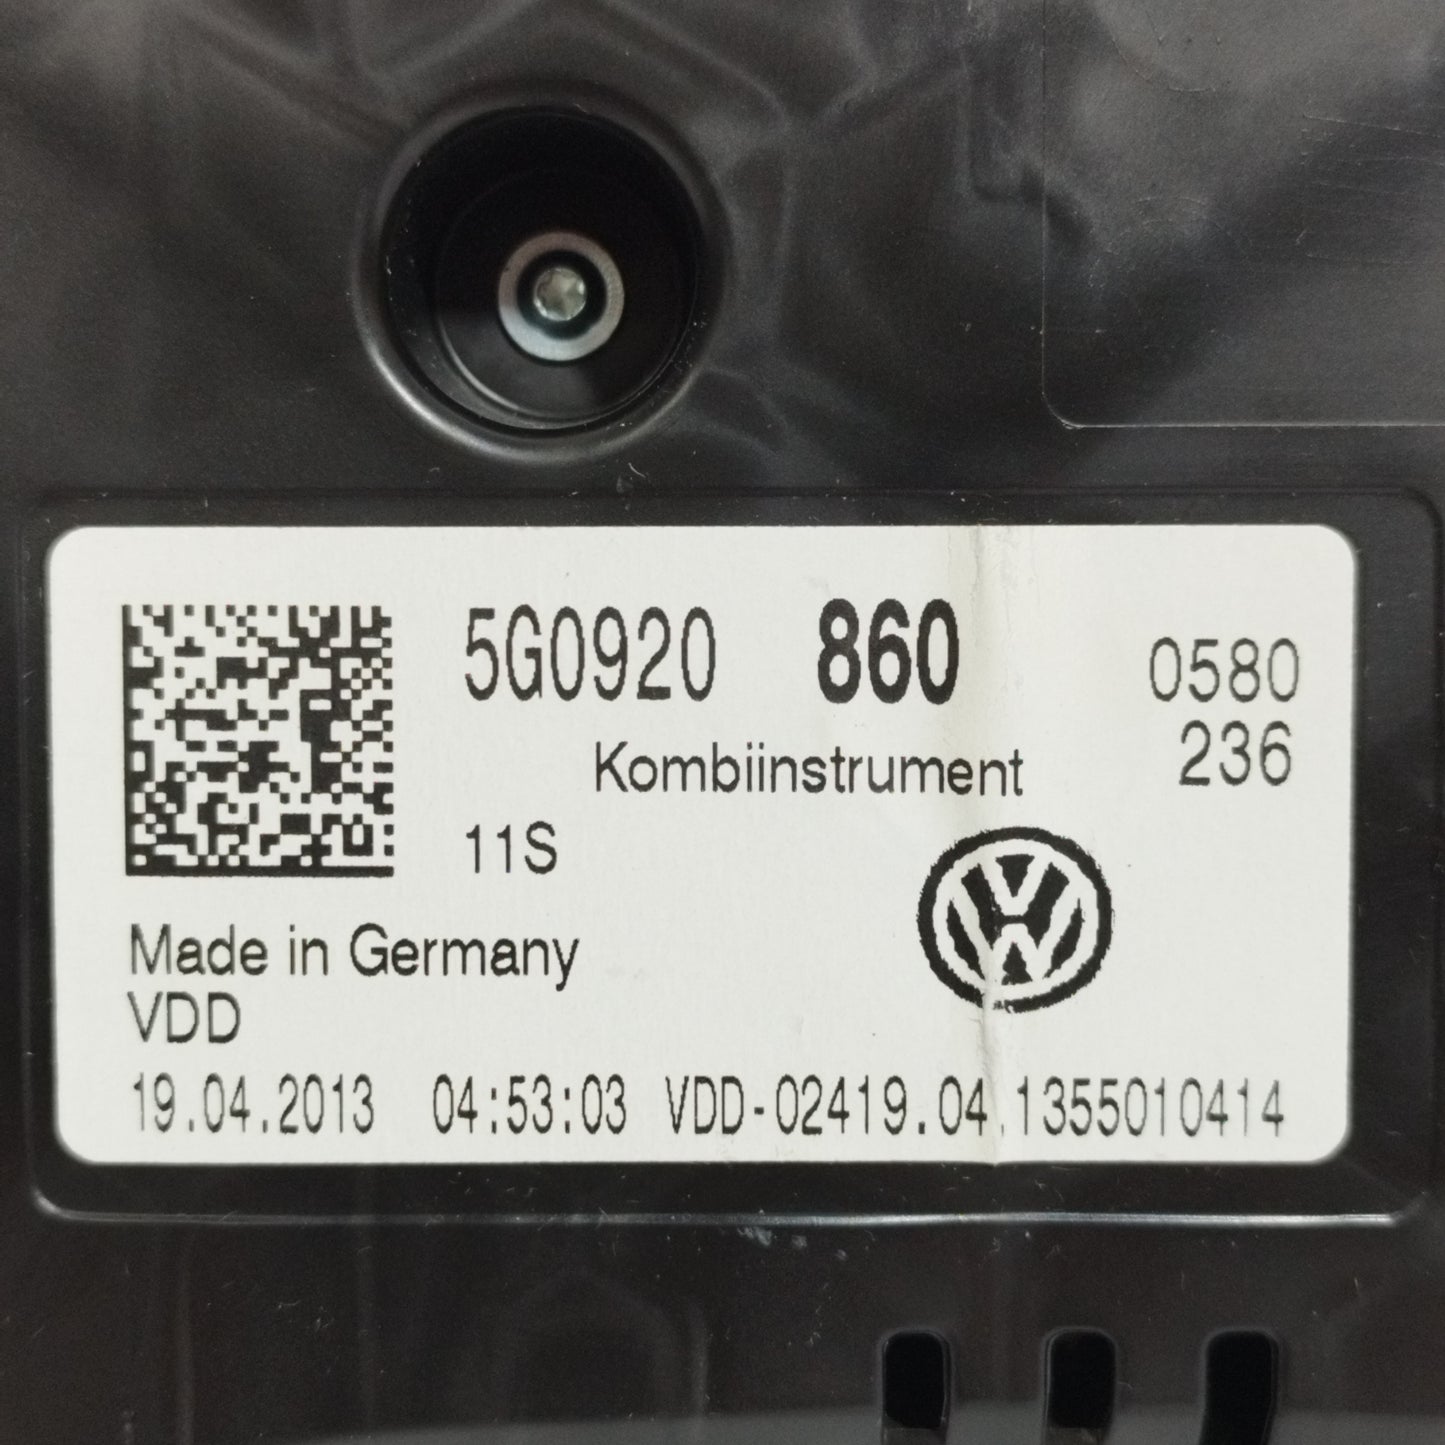 5G0920 860 0580
236
Kombiinstrument
11S
Made in Germany
VDD
19.04.2013 04:53:03 VDD-02419.04.1355010414